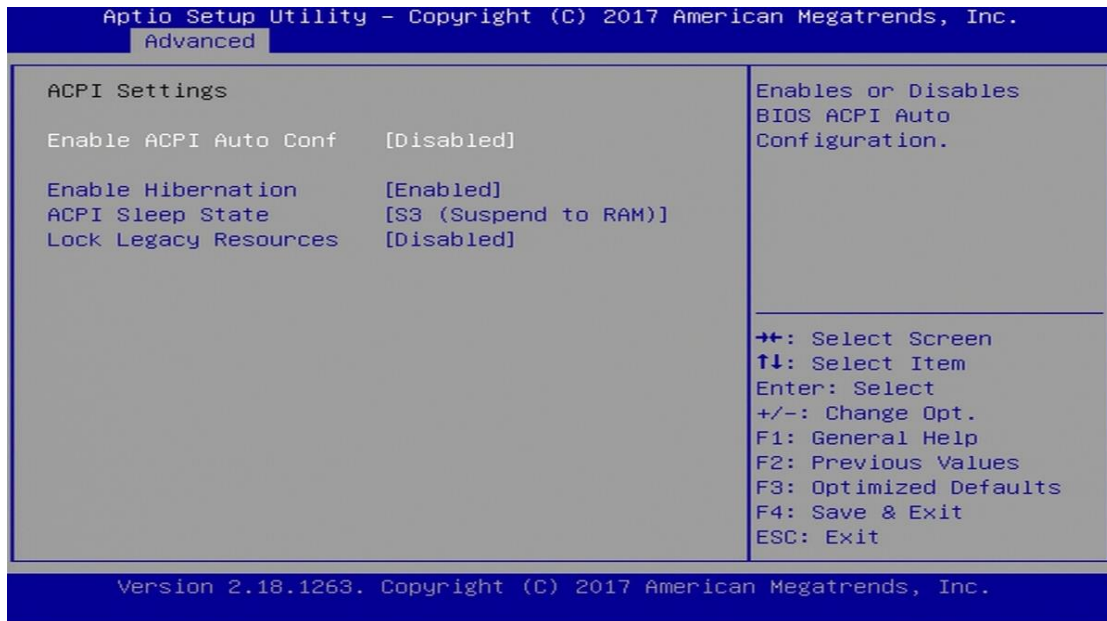 Aptio Setup Utility – Copyright (C) 2017 American Megatrends, Inc.
Advanced
ACPI Settings
Enable ACPI Auto Conf [Disabled]
Enable Hibernation [Enabled]
ACPI Sleep State [S3 (Suspend to RAM)]
Lock Legacy Resources [Disabled]
Enables or Disables
BIOS ACPI Auto
Configuration.
→←: Select Screen
↑↓: Select Item
Enter: Select
+/-: Change Opt.
F1: General Help
F2: Previous Values
F3: Optimized Defaults
F4: Save & Exit
ESC: Exit
Version 2.18.1263. Copyright (C) 2017 American Megatrends, Inc.